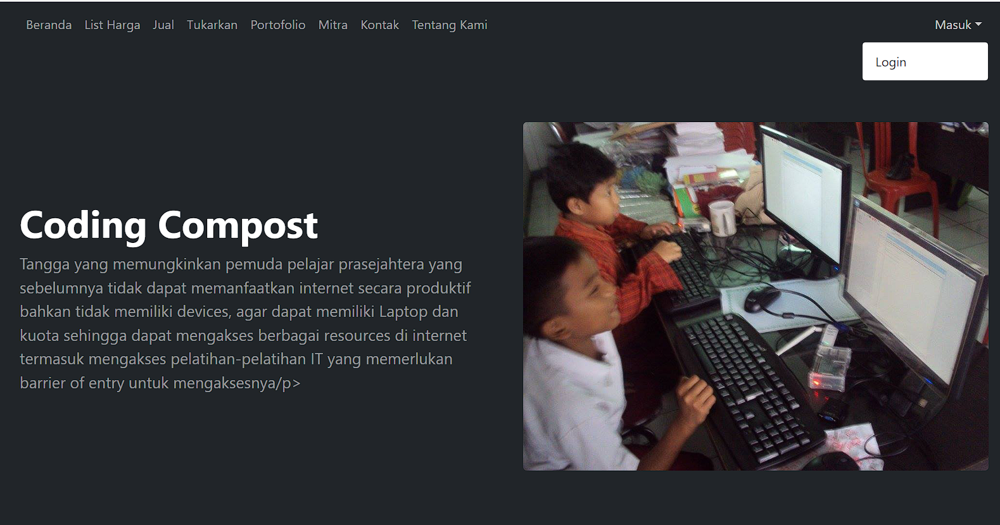 Beranda List Harga Jual Tukarkan Portofolio Mitra Kontak Tentang Kami Masuk
Login
Coding Compost
Tangga yang memungkinkan pemuda pelajar prasejahtera yang
sebelumnya tidak dapat memanfaatkan internet secara produktif
bahkan tidak memiliki devices, agar dapat memiliki Laptop dan
kuota sehingga dapat mengakses berbagai resources di internet
termasuk mengakses pelatihan-pelatihan IT yang memerlukan
barrier of entry untuk mengaksesnya/p>